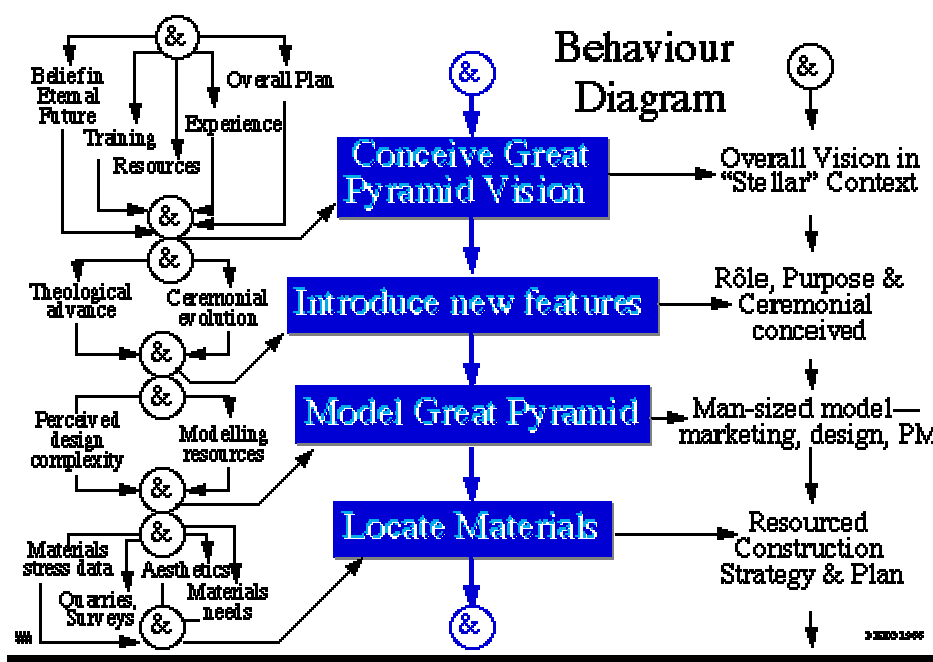 Behaviour
Diagram
&
Belief in
Eternal
Future
Training
Resources
Experience
Overall Plan
&
&
Theological
advance
Ceremonial
evolution
&
&
Perceived
design
complexity
Modelling
resources
&
&
Materials
stress data
Quarries,
Surveys
Aesthetics
Materials
needs
&
&
Conceive Great
Pyramid Vision
Introduce new features
Model Great Pyramid
Locate Materials
&
&
Overall Vision in
“Stellar” Context
Rôle, Purpose &
Ceremonial
conceived
Man-sized model—
marketing, design, PM
Resourced
Construction
Strategy & Plan